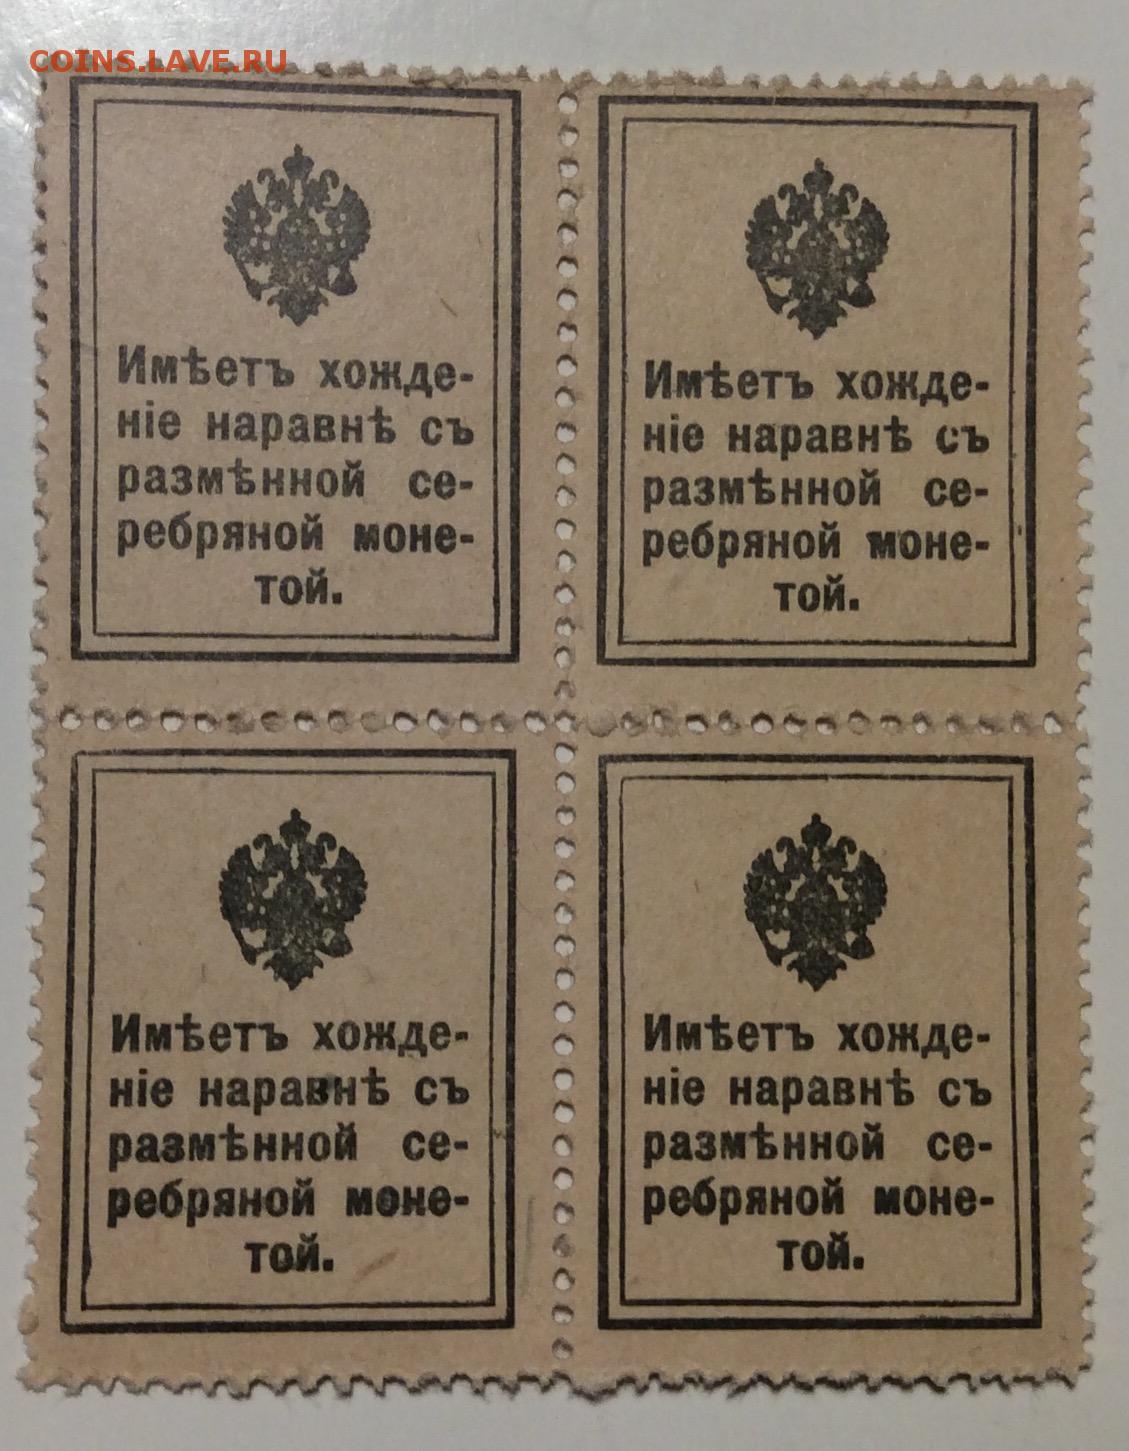 COINS.LAVE.RU
Имѣетъ хожде-
ніе наравнѣ съ
размѣнной се-
ребряной моне-
той.
Имѣетъ хожде-
ніе наравнѣ съ
размѣнной се-
ребряной моне-
той.
Имѣетъ хожде-
ніе наравнѣ съ
размѣнной се-
ребряной моне-
той.
Имѣетъ хожде-
ніе наравнѣ съ
размѣнной се-
ребряной моне-
той.